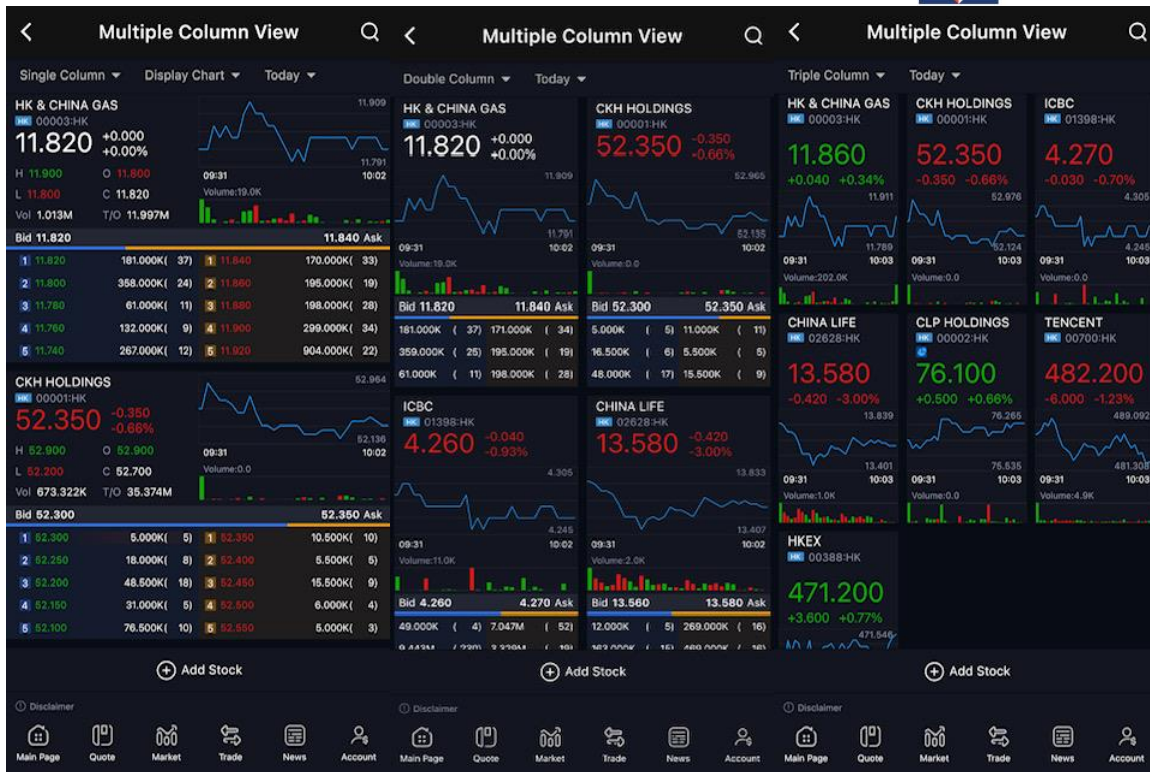 Multiple Column View
Single Column Display Chart Today
HK & CHINA GAS
HK 00003:HK
11.820 +0.000
+0.00%
H 11.900 O 11.800
L 11.800 C 11.820
Vol 1.013M T/O 11.997M
11.909
11.791
09:31 10:02
Volume:19.0K
Bid 11.820 11.840 Ask
1 11.820 181.000K( 37) 1 11.840 170.000K( 33)
2 11.800 358.000K( 24) 2 11.860 195.000K( 19)
3 11.780 61.000K( 11) 3 11.880 198.000K( 28)
4 11.760 132.000K( 9) 4 11.900 299.000K( 34)
5 11.740 267.000K( 12) 5 11.920 904.000K( 22)
CKH HOLDINGS
HK 00001:HK
52.350 -0.350
-0.66%
H 52.900 O 52.900
L 52.200 C 52.700
Vol 673.322K T/O 35.374M
52.964
52.136
09:31 10:02
Volume:0.0
Bid 52.300 52.350 Ask
1 52.300 5.000K( 5) 1 52.350 10.500K( 10)
2 52.250 18.000K( 8) 2 52.400 5.500K( 5)
3 52.200 48.500K( 18) 3 52.450 15.500K( 9)
4 52.150 31.000K( 5) 4 52.500 6.000K( 4)
5 52.100 76.500K( 10) 5 52.550 5.000K( 3)
Add Stock
Disclaimer
Main Page Quote Market Trade News Account
Multiple Column View
Double Column Today
HK & CHINA GAS
HK 00003:HK
11.820 +0.000
+0.00%
11.909
11.791
09:31 10:02
Volume:19.0K
Bid 11.820 11.840 Ask
181.000K ( 37) 171.000K ( 34)
359.000K ( 25) 195.000K ( 19)
61.000K ( 11) 198.000K ( 28)
CKH HOLDINGS
HK 00001:HK
52.350 -0.350
-0.66%
52.965
52.135
09:31 10:02
Volume:0.0
Bid 52.300 52.350 Ask
5.000K ( 5) 11.000K ( 11)
16.500K ( 6) 5.500K ( 5)
48.000K ( 17) 15.500K ( 9)
ICBC
HK 01398:HK
4.260 -0.040
-0.93%
4.305
4.245
09:31 10:02
Volume:11.0K
Bid 4.260 4.270 Ask
49.000K ( 4) 7.047M ( 52)
9.443M ( 230) 3.329M ( 19)
CHINA LIFE
HK 02628:HK
13.580 -0.420
-3.00%
13.833
13.407
09:31 10:02
Volume:2.0K
Bid 13.560 13.580 Ask
12.000K ( 5) 269.000K ( 16)
163.000K ( 15) 469.000K ( 16)
Add Stock
Disclaimer
Main Page Quote Market Trade News Account
Multiple Column View
Triple Column Today
HK & CHINA GAS
HK 00003:HK
11.860
+0.040 +0.34%
11.911
11.789
09:31 10:03
Volume:202.0K
CKH HOLDINGS
HK 00001:HK
52.350
-0.350 -0.66%
52.976
52.124
09:31 10:03
Volume:0.0
ICBC
HK 01398:HK
4.270
-0.030 -0.70%
4.305
4.245
09:31 10:03
Volume:1.0K
CHINA LIFE
HK 02628:HK
13.580
-0.420 -3.00%
13.839
13.401
09:31 10:03
Volume:1.0K
CLP HOLDINGS
HK 00002:HK
76.100
+0.500 +0.66%
76.265
75.535
09:31 10:03
Volume:0.0
TENCENT
HK 00700:HK
482.200
-6.000 -1.23%
489.092
481.308
09:31 10:03
Volume:4.9K
HKEX
HK 00388:HK
471.200
+3.600 +0.77%
471.546
Add Stock
Disclaimer
Main Page Quote Market Trade News Account